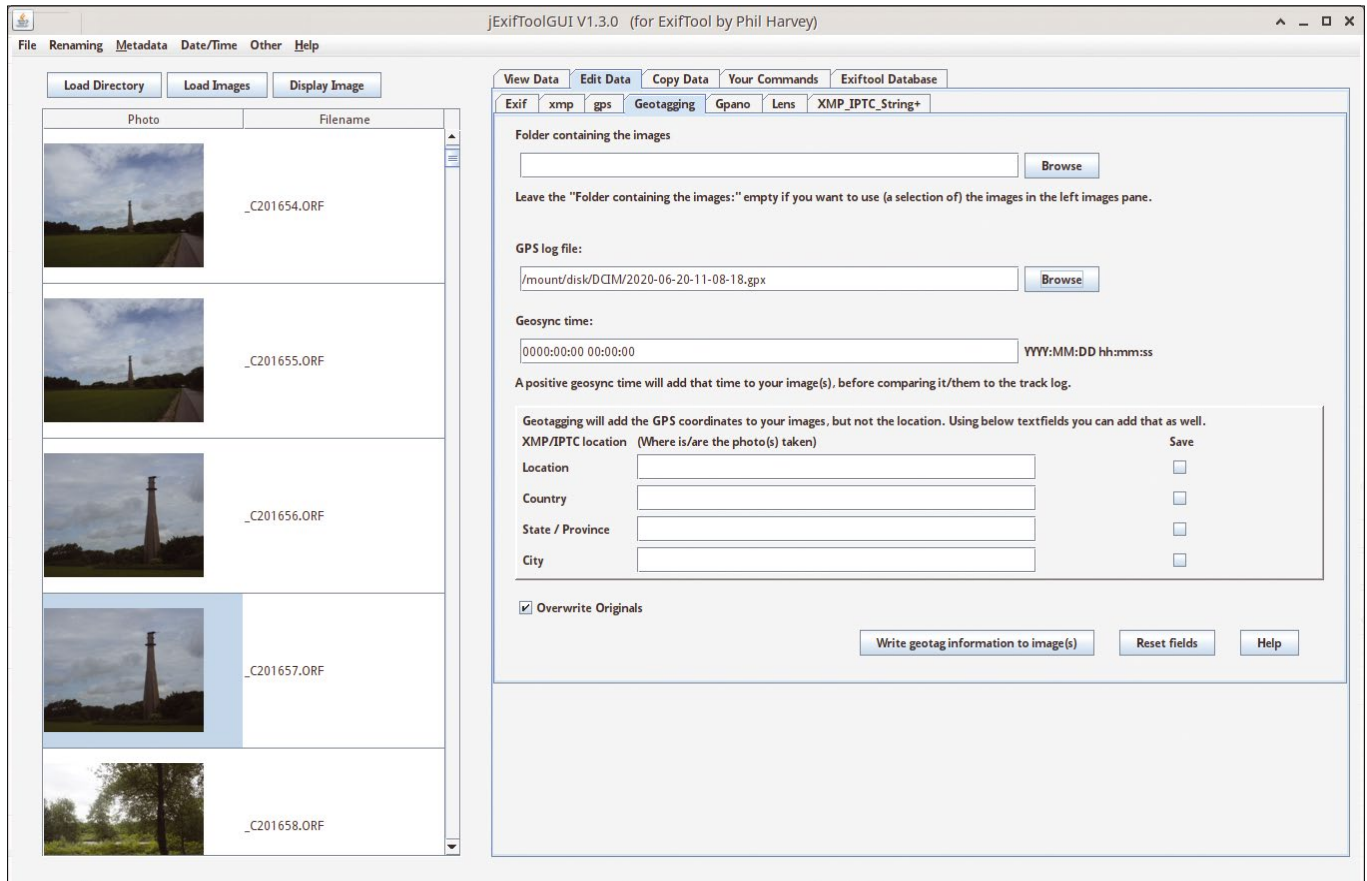 jExifToolGUI V1.3.0 (for ExifTool by Phil Harvey)
File Renaming Metadata Date/Time Other Help
Load Directory Load Images Display Image
Photo Filename
_C201654.ORF
_C201655.ORF
_C201656.ORF
_C201657.ORF
_C201658.ORF
View Data Edit Data Copy Data Your Commands Exiftool Database
Exif xmp gps Geotagging Gpano Lens XMP_IPTC_String+
Folder containing the images
Browse
Leave the "Folder containing the images:" empty if you want to use (a selection of) the images in the left images pane.
GPS log file:
/mount/disk/DCIM/2020-06-20-11-08-18.gpx Browse
Geosync time:
0000:00:00 00:00:00 YYYY:MM:DD hh:mm:ss
A positive geosync time will add that time to your image(s), before comparing it/them to the track log.
Geotagging will add the GPS coordinates to your images, but not the location. Using below textfields you can add that as well.
XMP/IPTC location (Where is/are the photo(s) taken) Save
Location
Country
State / Province
City
Overwrite Originals
Write geotag information to image(s) Reset fields Help